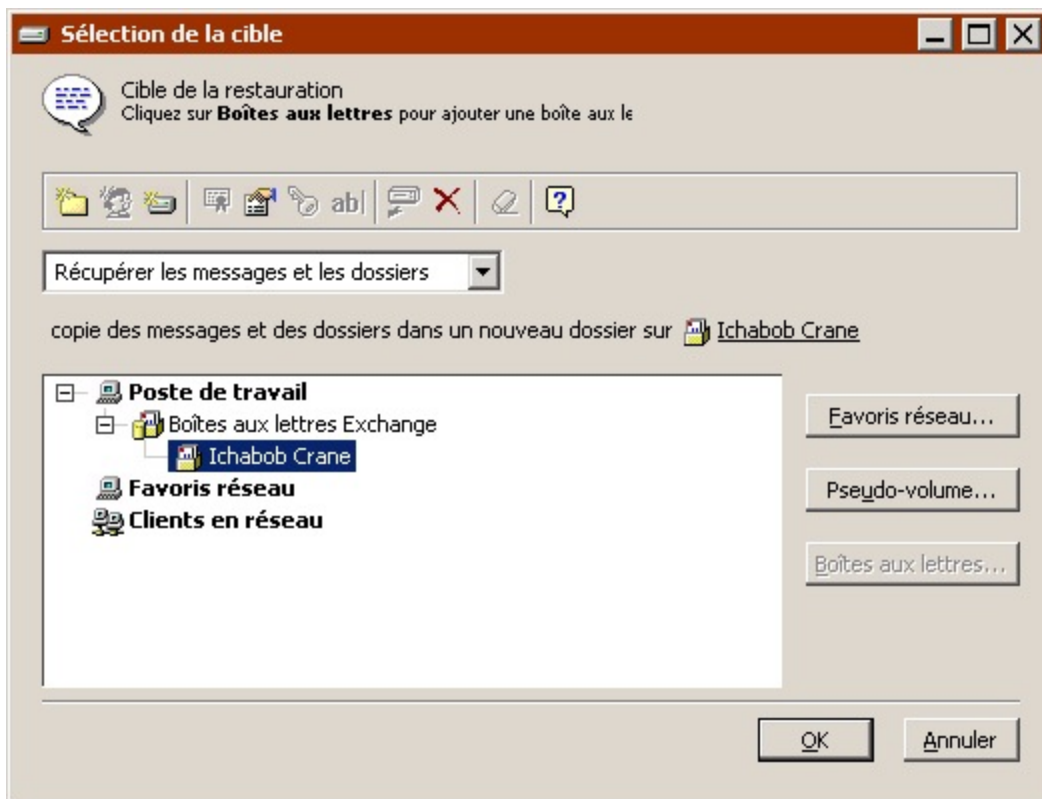 Sélection de la cible
Cible de la restauration
Cliquez sur Boîtes aux lettres pour ajouter une boîte aux le
ab|
Récupérer les messages et les dossiers
copie des messages et des dossiers dans un nouveau dossier sur Ichabob Crane
Poste de travail
Boîtes aux lettres Exchange
Ichabob Crane
Favoris réseau
Clients en réseau
Favoris réseau...
Pseudo-volume...
Boîtes aux lettres...
OK
Annuler